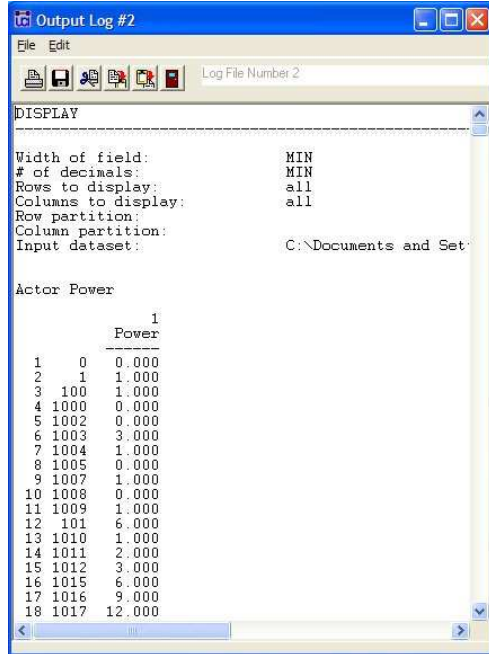 Output Log #2
File Edit
Log File Number 2
DISPLAY
--------------------------------------------------------------
Width of field: MIN
# of decimals: MIN
Rows to display: all
Columns to display: all
Row partition:
Column partition:
Input dataset: C:\Documents and Set
Actor Power
1
Power
------
1 0 0.000
2 1 1.000
3 100 1.000
4 1000 0.000
5 1002 0.000
6 1003 3.000
7 1004 1.000
8 1005 0.000
9 1007 1.000
10 1008 0.000
11 1009 1.000
12 101 6.000
13 1010 1.000
14 1011 2.000
15 1012 3.000
16 1015 6.000
17 1016 9.000
18 1017 12.000